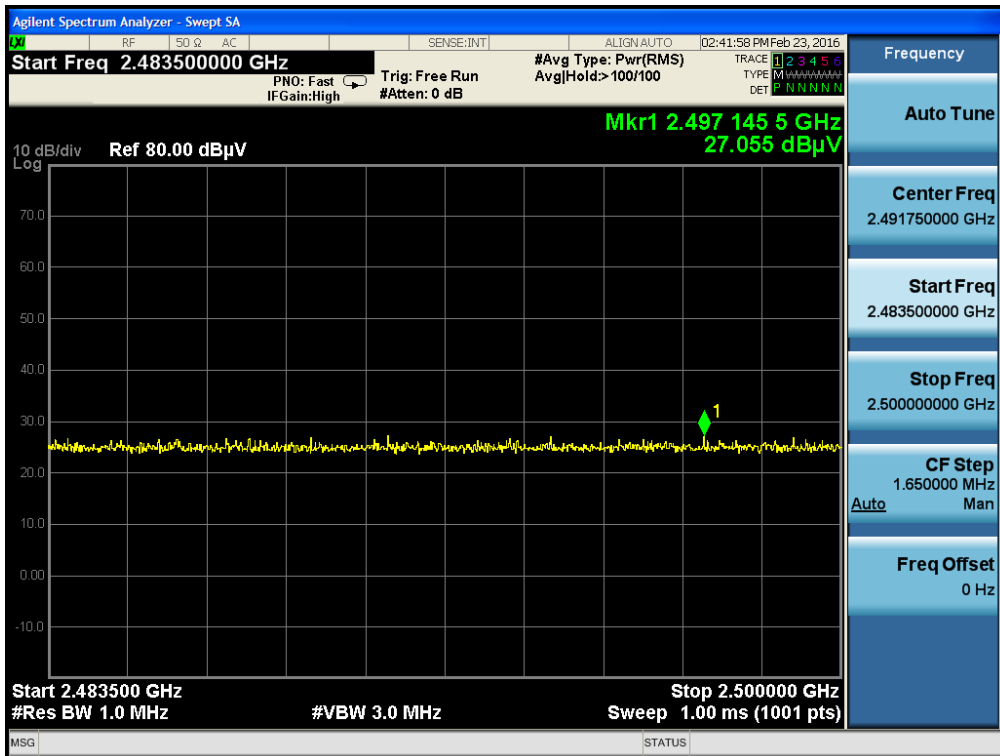 Agilent Spectrum Analyzer - Swept SA
LXI RF 50 Ω AC SENSE:INT ALIGN AUTO 02:41:58 PM Feb 23, 2016
Start Freq 2.483500000 GHz
PNO: Fast
IFGain:High
Trig: Free Run
#Atten: 0 dB
#Avg Type: Pwr(RMS)
Avg|Hold:>100/100
TRACE 1 2 3 4 5 6
TYPE M WWWWW
DET P N N N N N
Mkr1 2.497 145 5 GHz
27.055 dBµV
10 dB/div Ref 80.00 dBµV
Log
70.0
60.0
50.0
40.0
30.0
20.0
10.0
0.00
-10.0
1
Start 2.483500 GHz Stop 2.500000 GHz
#Res BW 1.0 MHz #VBW 3.0 MHz Sweep 1.00 ms (1001 pts)
MSG STATUS
Frequency
Auto Tune
Center Freq
2.491750000 GHz
Start Freq
2.483500000 GHz
Stop Freq
2.500000000 GHz
CF Step
1.650000 MHz
Auto Man
Freq Offset
0 Hz